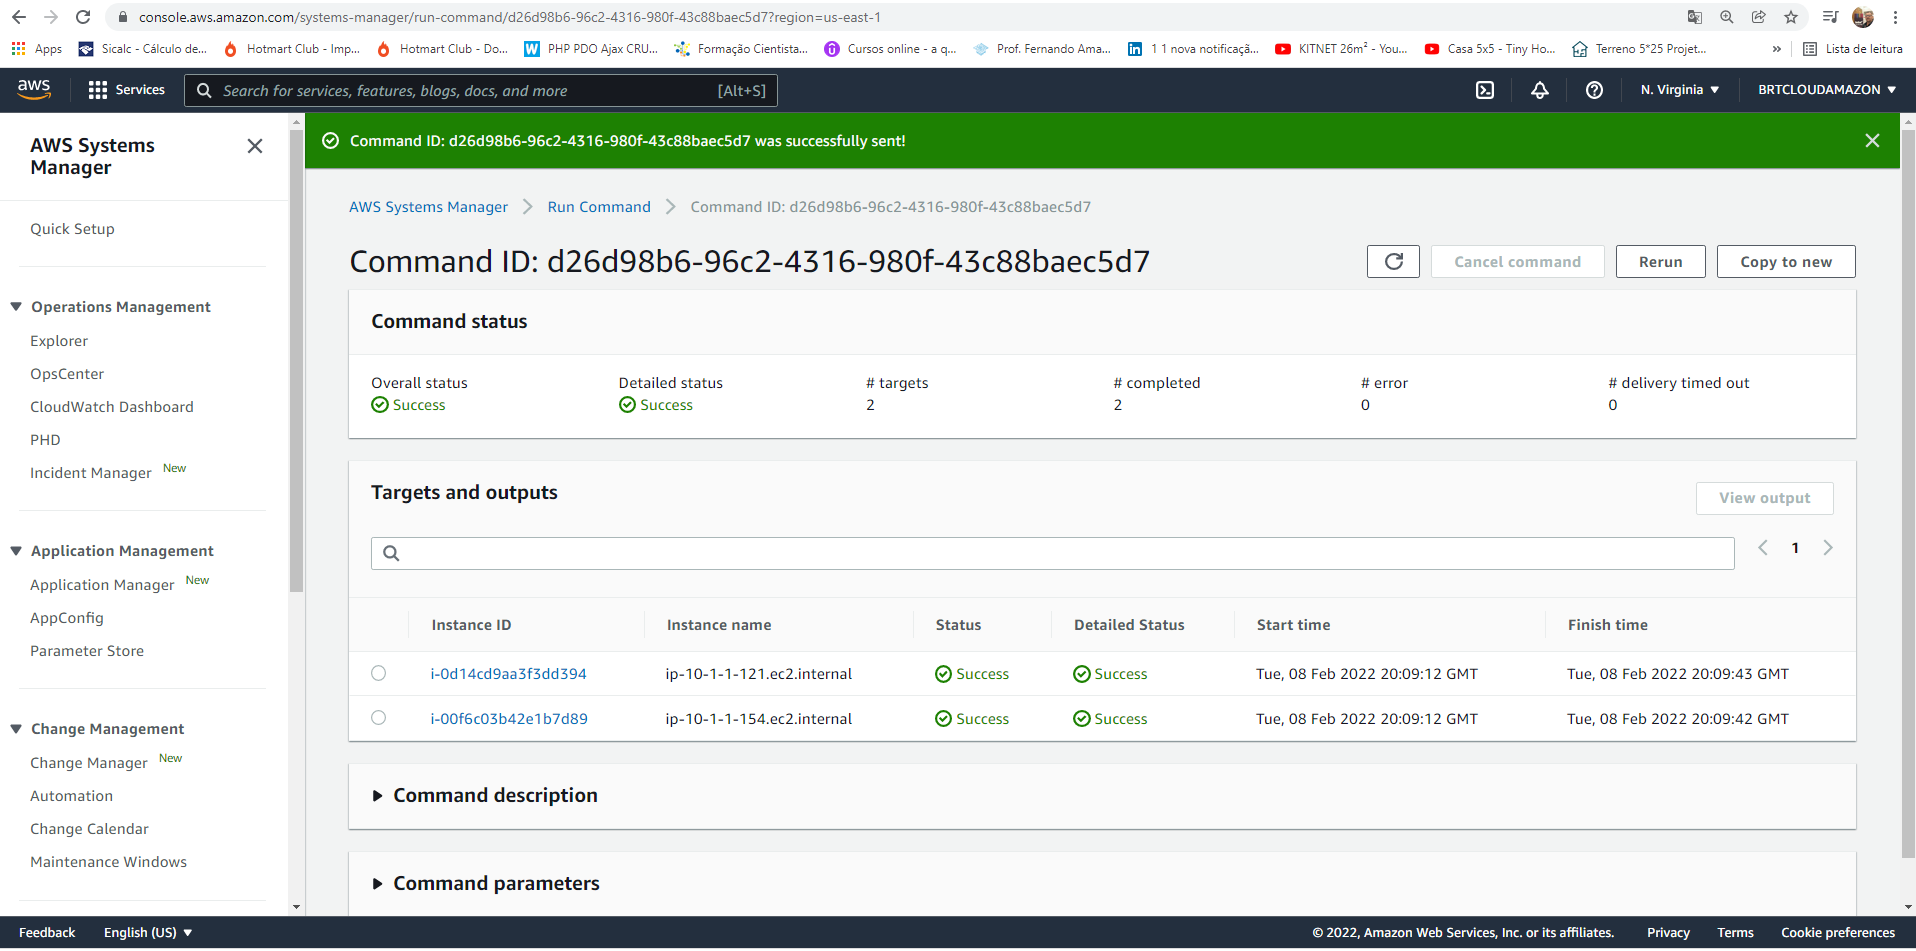 console.aws.amazon.com/systems-manager/run-command/d26d98b6-96c2-4316-980f-43c88baec5d7?region=us-east-1
Apps
Sicalc - Cálculo de...
Hotmart Club - Imp...
Hotmart Club - Do...
PHP PDO Ajax CRU...
Formação Cientista...
Cursos online - a q...
Prof. Fernando Ama...
1 1 nova notificaçã...
KITNET 26m² - You...
Casa 5x5 - Tiny Ho...
Terreno 5*25 Projet...
»
Lista de leitura
aws
Services
Search for services, features, blogs, docs, and more
[Alt+S]
N. Virginia
BRTCLOUDAMAZON
AWS Systems
Manager
Quick Setup
Operations Management
Explorer
OpsCenter
CloudWatch Dashboard
PHD
Incident Manager New
Application Management
Application Manager New
AppConfig
Parameter Store
Change Management
Change Manager New
Automation
Change Calendar
Maintenance Windows
Command ID: d26d98b6-96c2-4316-980f-43c88baec5d7 was successfully sent!
AWS Systems Manager
Run Command
Command ID: d26d98b6-96c2-4316-980f-43c88baec5d7
Command ID: d26d98b6-96c2-4316-980f-43c88baec5d7
Cancel command
Rerun
Copy to new
Command status
Overall status
Success
Detailed status
Success
# targets
2
# completed
2
# error
0
# delivery timed out
0
Targets and outputs
View output
1
Instance ID Instance name Status Detailed Status Start time Finish time
i-0d14cd9aa3f3dd394 ip-10-1-1-121.ec2.internal Success Success Tue, 08 Feb 2022 20:09:12 GMT Tue, 08 Feb 2022 20:09:43 GMT
i-00f6c03b42e1b7d89 ip-10-1-1-154.ec2.internal Success Success Tue, 08 Feb 2022 20:09:12 GMT Tue, 08 Feb 2022 20:09:42 GMT
Command description
Command parameters
Feedback
English (US)
© 2022, Amazon Web Services, Inc. or its affiliates.
Privacy
Terms
Cookie preferences